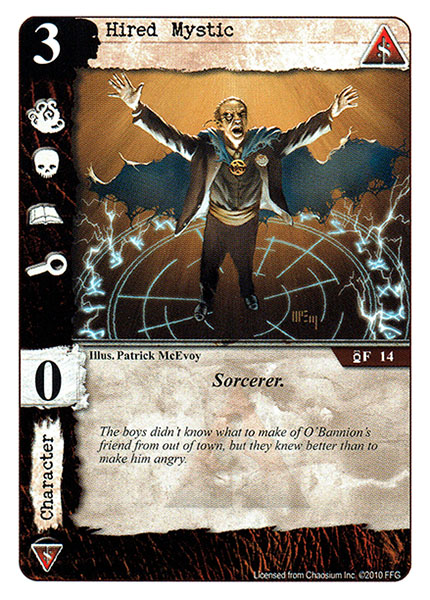 3
Hired Mystic
McEvoy
Illus. Patrick McEvoy
F 14
0
Sorcerer.
The boys didn't know what to make of O'Bannion's
friend from out of town, but they knew better than to
make him angry.
Character
Licensed from Chaosium Inc. ©2010 FFG